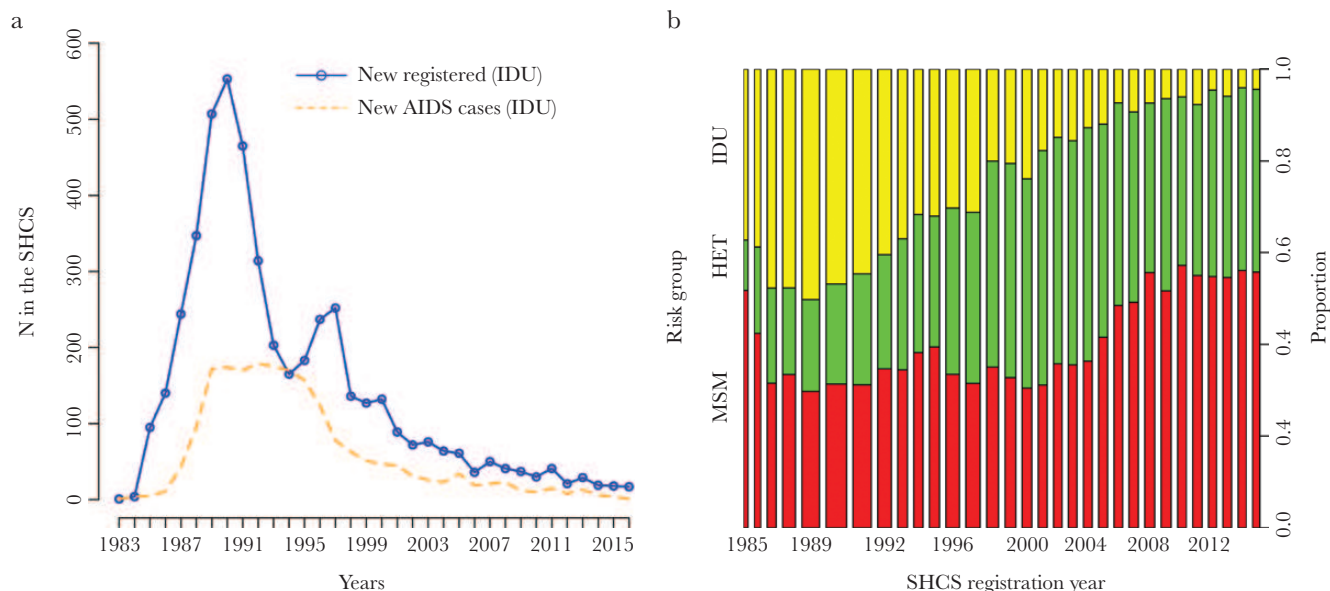 a
600
500
400
300
200
100
0
N in the SHCS
New registered (IDU)
New AIDS cases (IDU)
1983 1987 1991 1995 1999 2003 2007 2011 2015
Years
b
IDU
HET
MSM
Risk group
1.0
0.8
0.6
0.4
0.4
0.0
Proportion
1985 1989 1992 1996 2000 2004 2008 2012
SHCS registration year